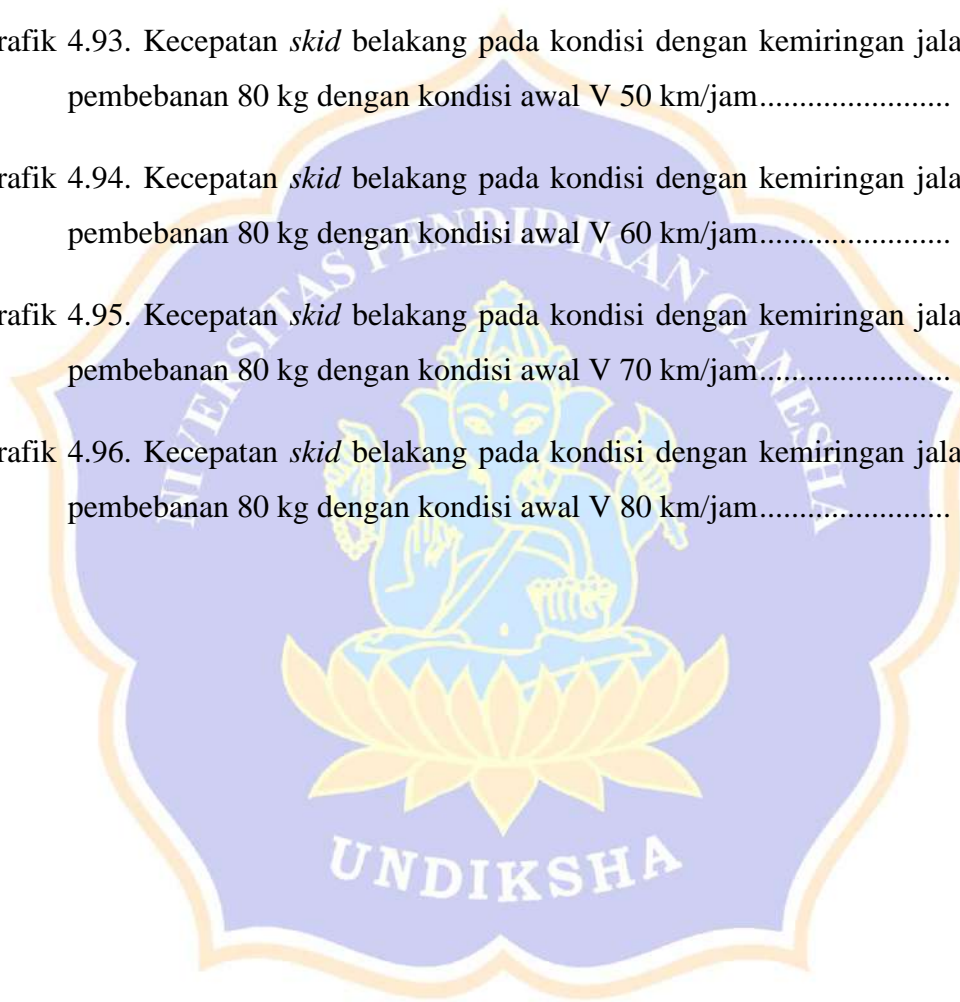 rafik 4.93. Kecepatan skid belakang pada kondisi dengan kemiringan jala
pembebanan 80 kg dengan kondisi awal V 50 km/jam.......................
rafik 4.94. Kecepatan skid belakang pada kondisi dengan kemiringan jala
pembebanan 80 kg dengan kondisi awal V 60 km/jam.......................
rafik 4.95. Kecepatan skid belakang pada kondisi dengan kemiringan jala
pembebanan 80 kg dengan kondisi awal V 70 km/jam.......................
rafik 4.96. Kecepatan skid belakang pada kondisi dengan kemiringan jala
pembebanan 80 kg dengan kondisi awal V 80 km/jam.......................
UNIVERSITAS PENDIDIKAN GANESHA
UNDIKSHA